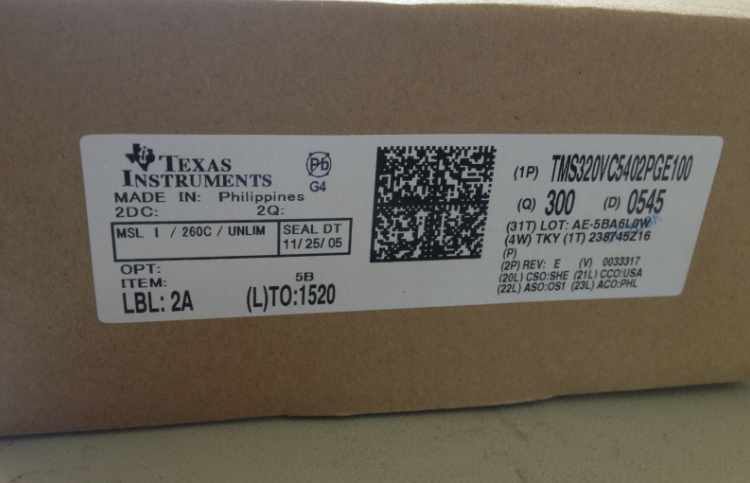 TEXAS
INSTRUMENTS
Pb
G4
MADE IN: Philippines
2DC: 2Q:
MSL 1 / 260C / UNLIM
SEAL DT
11/25/05
OPT:
ITEM: 5B
LBL: 2A (L)TO:1520
(1P) TMS320VC5402PGE100
(Q) 300 (D) 0545
(31T) LOT: AE-5BA6L0W
(4W) TKY (1T) 238745Z16
(P)
(2P) REV: E (V) 0033317
(20L) CSO:SHE (21L) CCO:USA
(22L) ASO:OS1 (23L) ACO:PHL